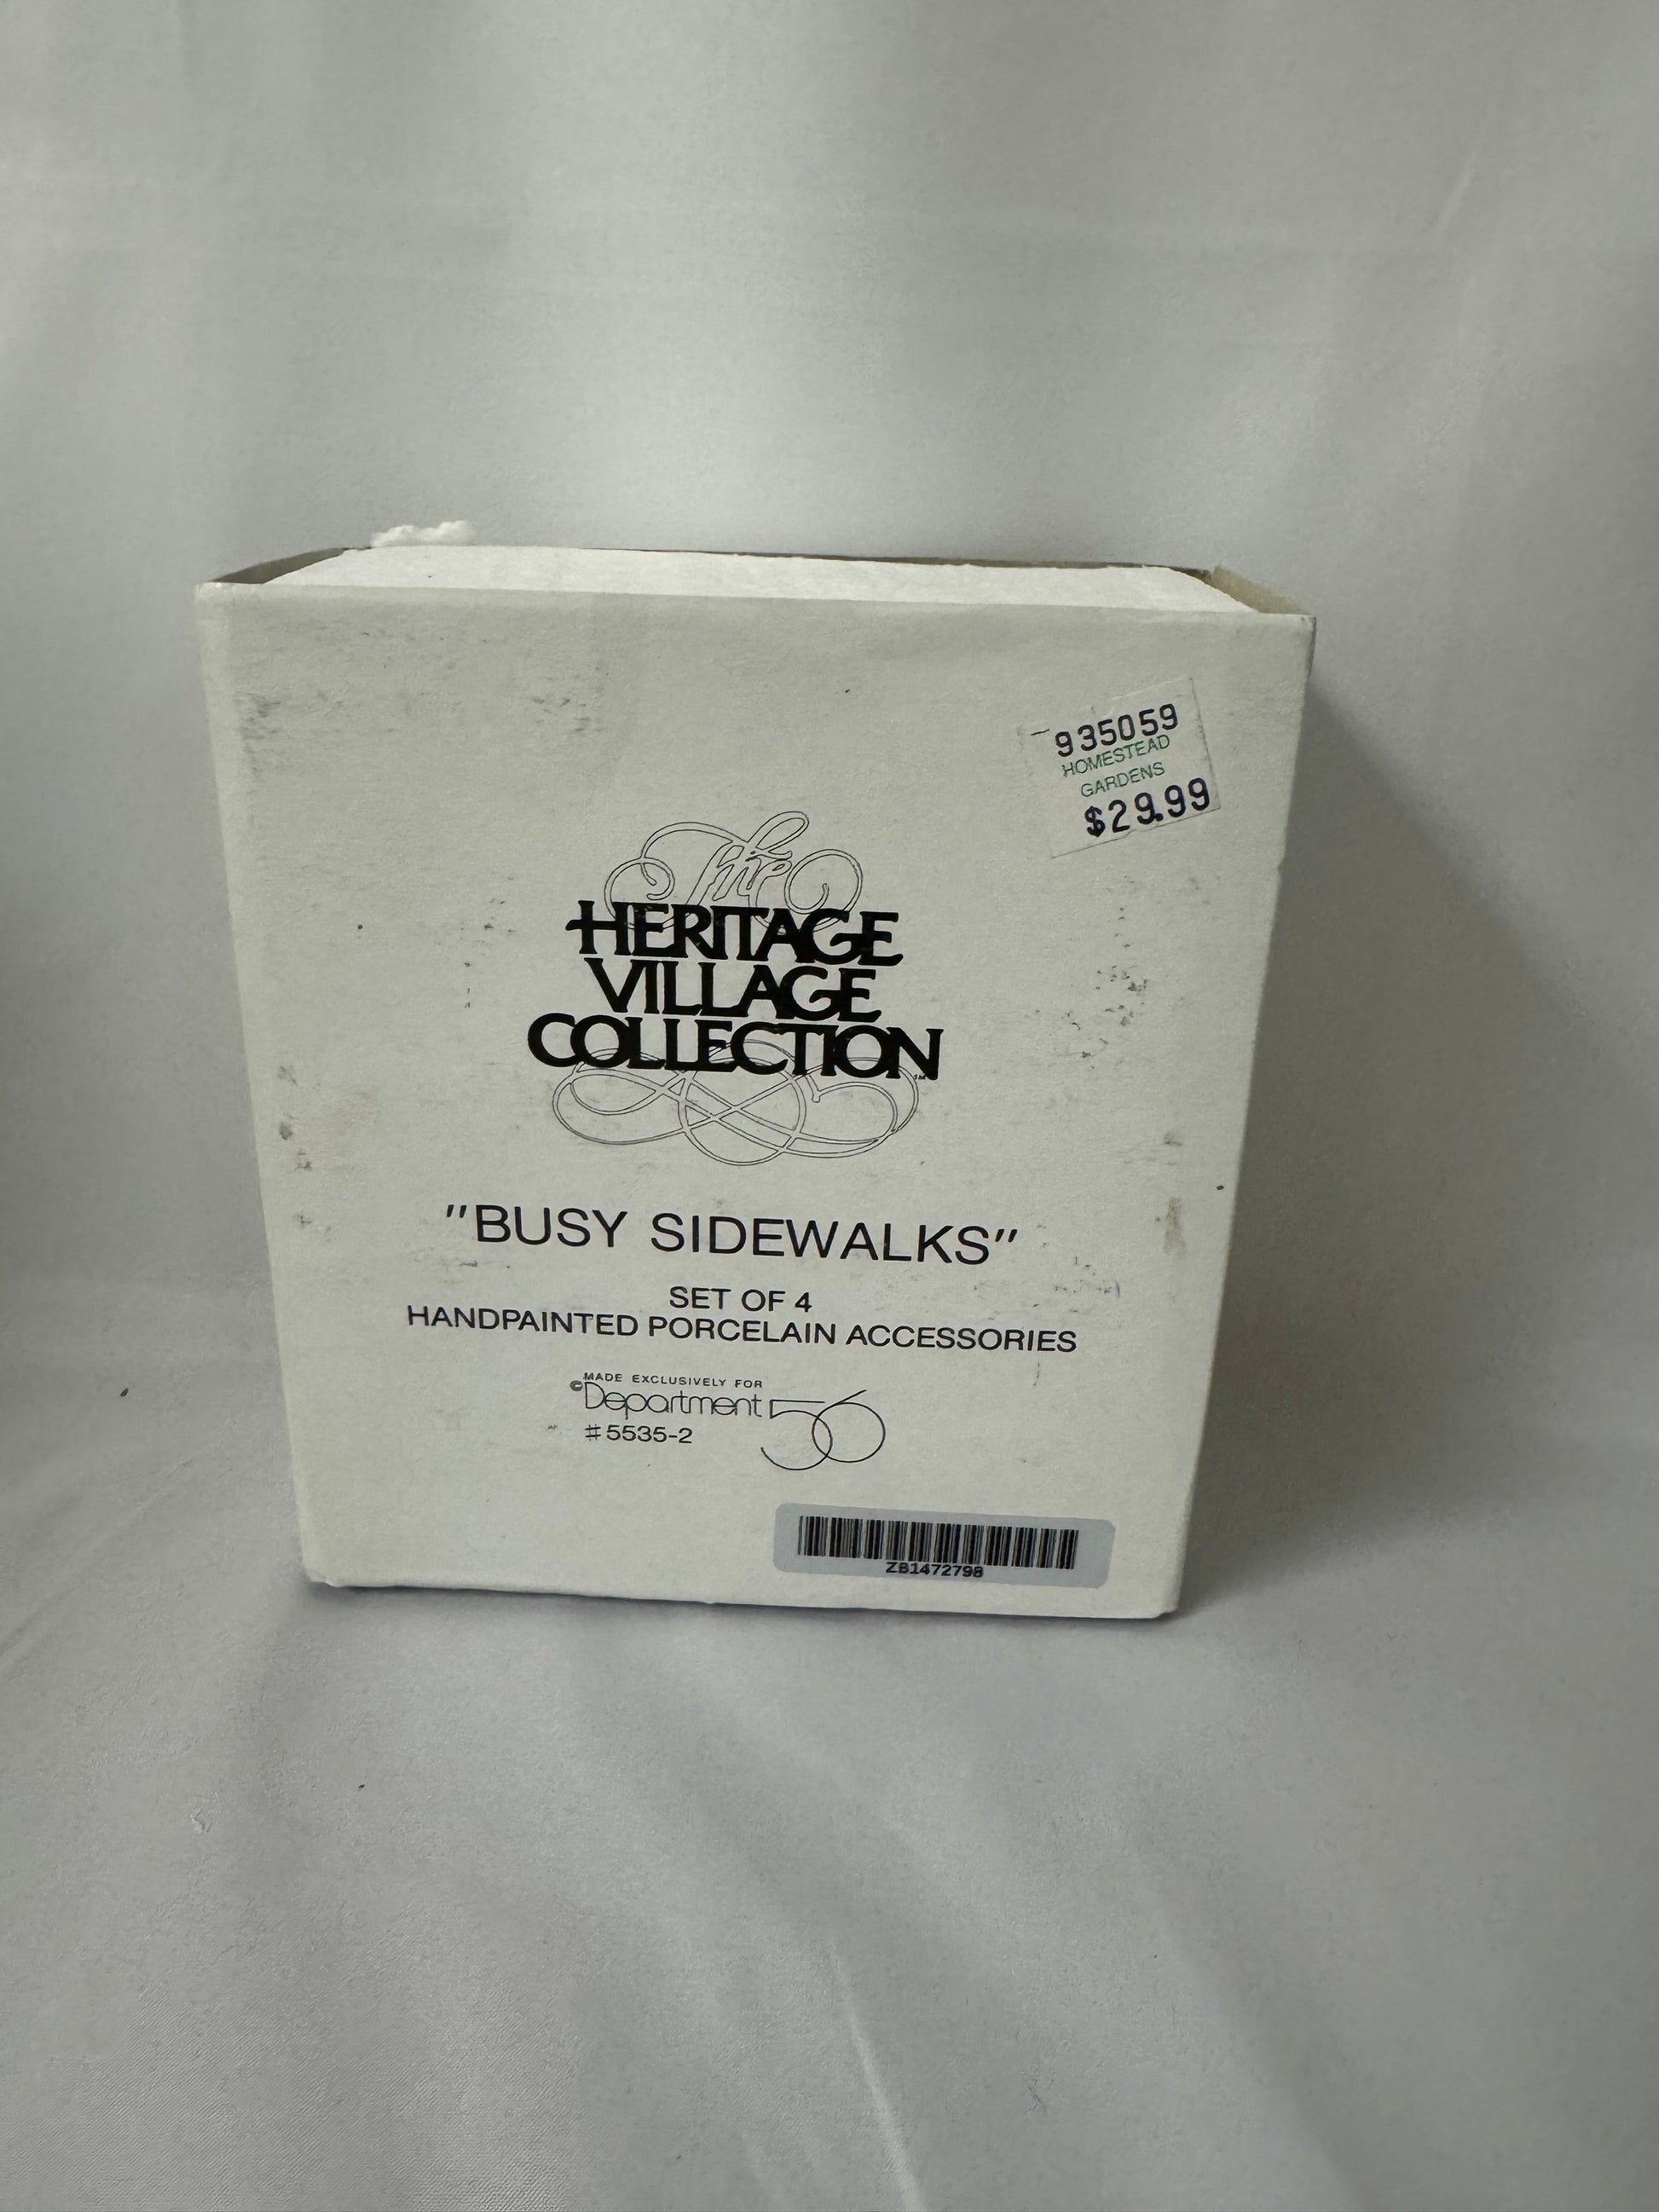 935059
HOMESTEAD
GARDENS
$29.99
The
HERITAGE
VILLAGE
COLLECTION
SM
"BUSY SIDEWALKS"
SET OF 4
HANDPAINTED PORCELAIN ACCESSORIES
MADE EXCLUSIVELY FOR
©Department 56
#5535-2
ZB1472798